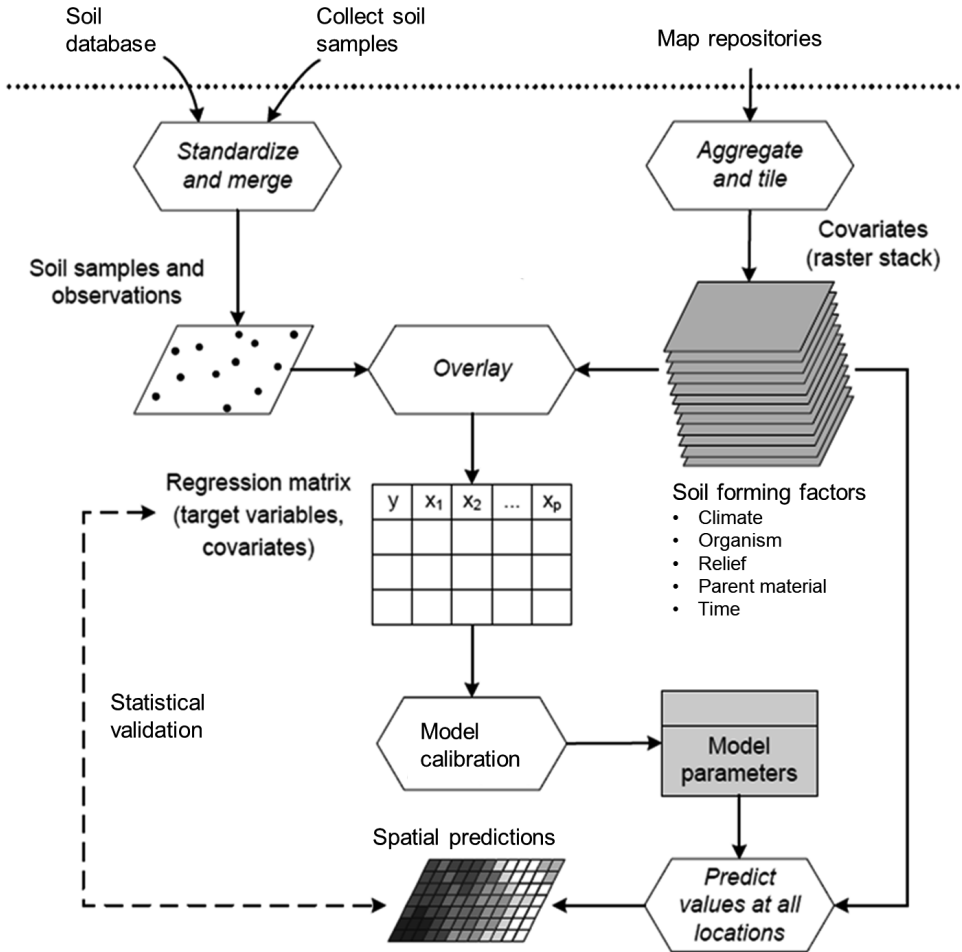 Soil
database
Collect soil
samples
Map repositories
Standardize
and merge
Aggregate
and tile
Covariates
(raster stack)
Soil samples and
observations
Overlay
Regression matrix
(target variables,
covariates)
y x₁ x₂ ... xₚ
Soil forming factors
• Climate
• Organism
• Relief
• Parent material
• Time
Statistical
validation
Model
calibration
Model
parameters
Spatial predictions
Predict
values at all
locations